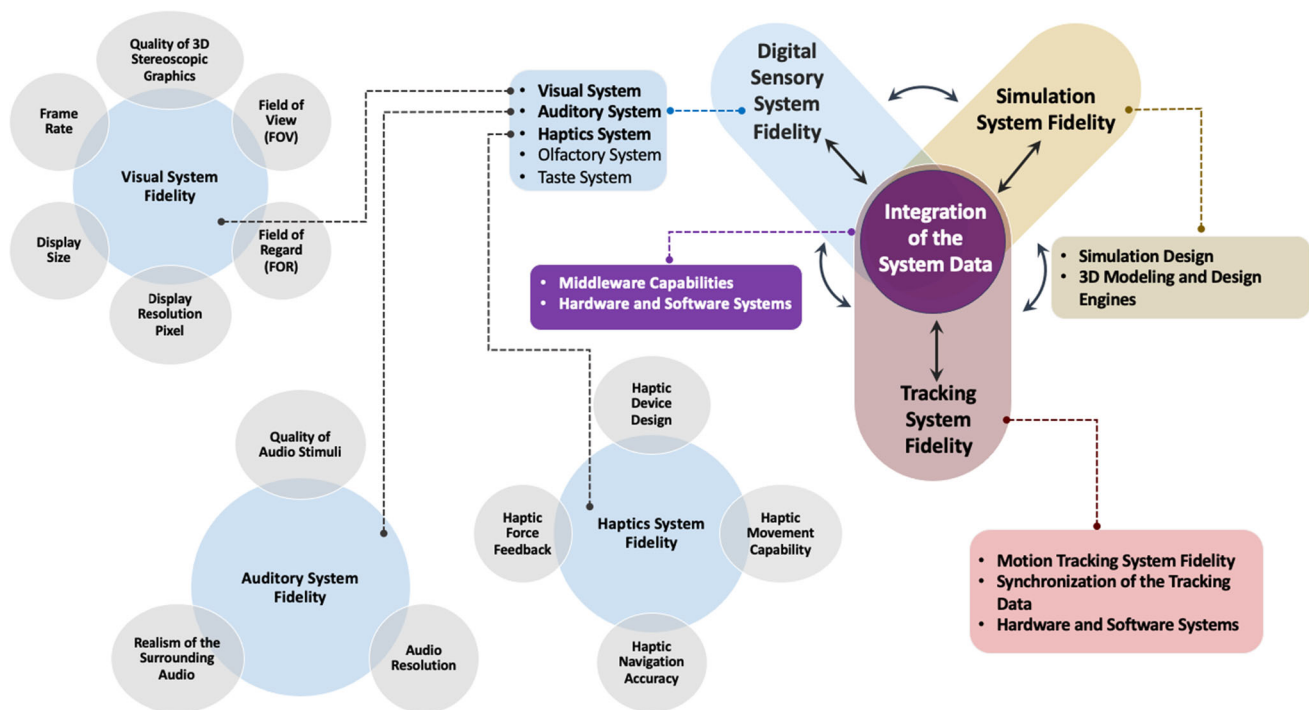 Quality of 3D
Stereoscopic
Graphics
Frame
Rate
Field of
View
(FOV)
Visual System
Fidelity
Display
Size
Field of
Regard
(FOR)
Display
Resolution
Pixel
• Visual System
• Auditory System
• Haptics System
• Olfactory System
• Taste System
Digital
Sensory
System
Fidelity
Simulation
System Fidelity
Integration
of the
System Data
• Middleware Capabilities
• Hardware and Software Systems
• Simulation Design
• 3D Modeling and Design
Engines
Tracking
System
Fidelity
• Motion Tracking System Fidelity
• Synchronization of the Tracking
Data
• Hardware and Software Systems
Quality of
Audio Stimuli
Auditory System
Fidelity
Realism of the
Surrounding
Audio
Audio
Resolution
Haptic
Device
Design
Haptic
Force
Feedback
Haptics System
Fidelity
Haptic
Movement
Capability
Haptic
Navigation
Accuracy